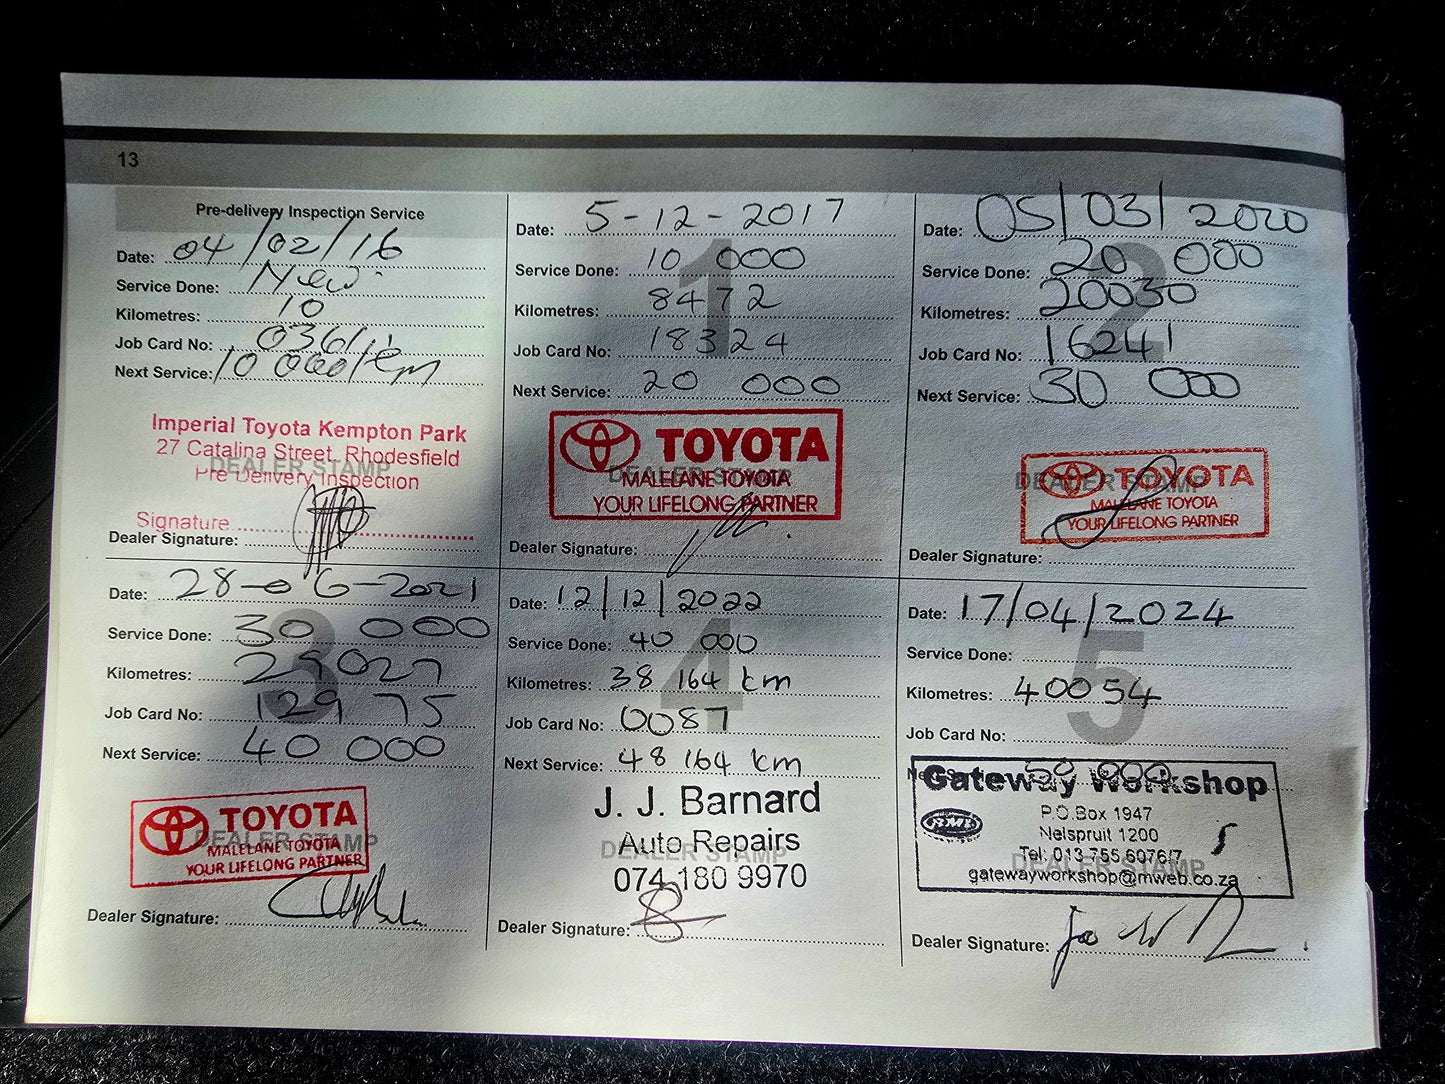 13
Pre-delivery Inspection Service
Date: 04/02/16
Service Done: New
Kilometres: 10
Job Card No:
Next Service: 10 000/km
Imperial Toyota Kempton Park
27 Catalina Street, Rhodesfield
DEALER STAMP
Pre Delivery Inspection
Signature
Dealer Signature:
1
Date: 5-12-2017
Service Done: 10 000
Kilometres: 8472
Job Card No: 18324
Next Service: 20 000
TOYOTA
DEALER STAMP
MALELANE TOYOTA
YOUR LIFELONG PARTNER
Dealer Signature:
2
Date: 05/03/2020
Service Done: 20 000
Kilometres: 20030
Job Card No: 16241
Next Service: 30 000
TOYOTA
DEALER STAMP
MALELANE TOYOTA
YOUR LIFELONG PARTNER
Dealer Signature:
3
Date: 28-06-2021
Service Done: 30 000
Kilometres: 29027
Job Card No: 129 75
Next Service: 40 000
TOYOTA
DEALER STAMP
MALELANE TOYOTA
YOUR LIFELONG PARTNER
Dealer Signature:
4
Date: 12/12/2022
Service Done: 40 000
Kilometres: 38 164 km
Job Card No: 0087
Next Service: 48 164 km
J. J. Barnard
Auto Repairs
DEALER STAMP
074 180 9970
Dealer Signature:
5
Date: 17/04/2024
Service Done:
Kilometres: 40054
Job Card No:
50 000
Gateway Workshop
RMI
P.O.Box 1947
Nelspruit 1200
Tel: 013 755 6076/7
DEALER STAMP
gatewayworkshop@mweb.co.za
Dealer Signature: